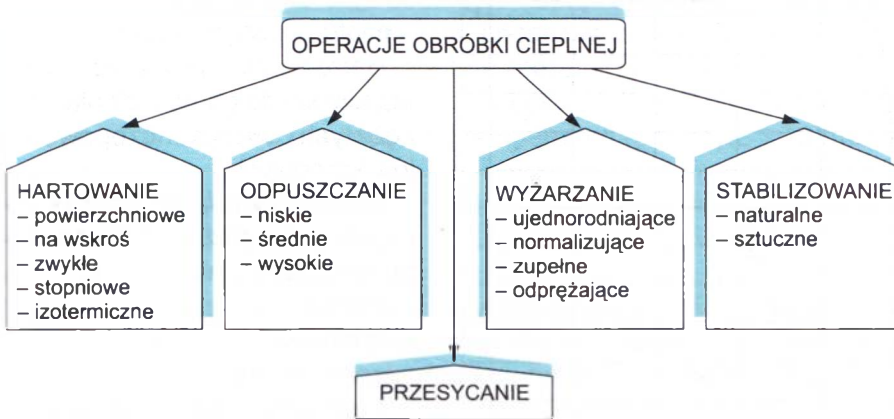 OPERACJE OBRÓBKI CIEPLNEJ
HARTOWANIE
– powierzchniowe
– na wskroś
– zwykłe
– stopniowe
– izotermiczne
ODPUSZCZANIE
– niskie
– średnie
– wysokie
WYŻARZANIE
– ujednorodniające
– normalizujące
– zupełne
– odprężające
STABILIZOWANIE
– naturalne
– sztuczne
PRZESYCANIE